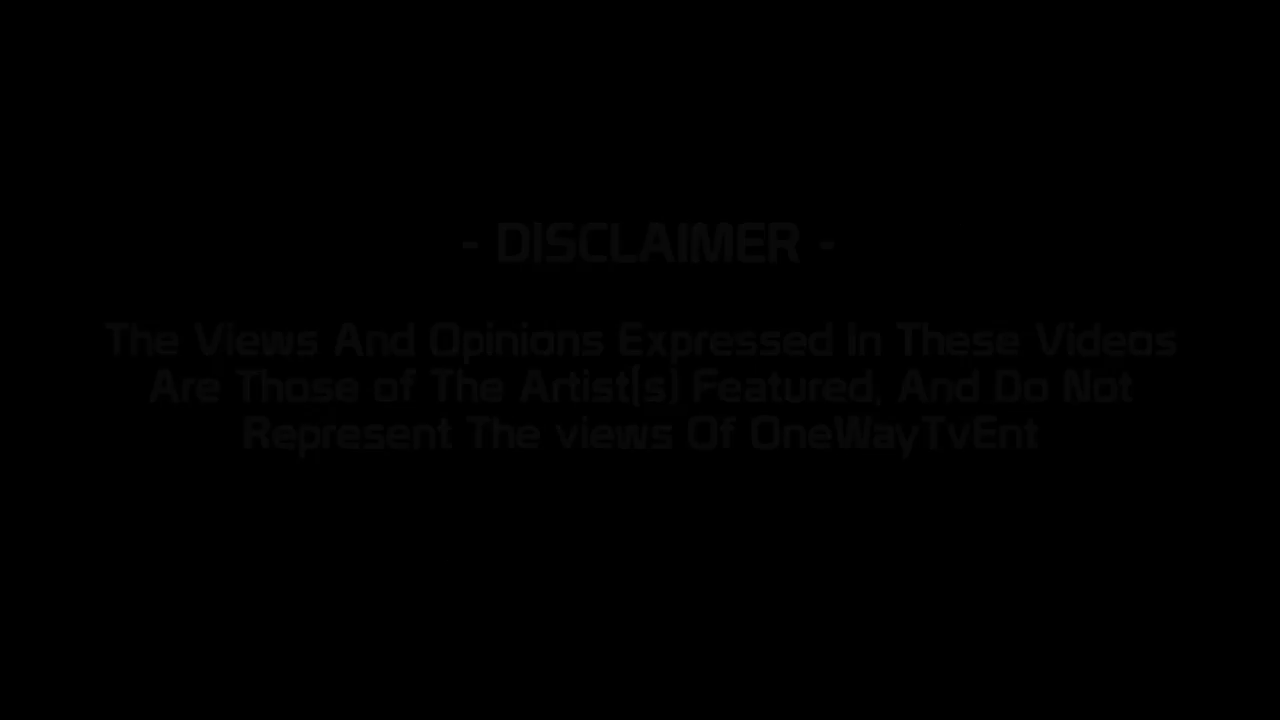 - DISCLAIMER -
The Views And Opinions Expressed In These Videos
Are Those of The Artist(s) Featured, And Do Not
Represent The views Of OneWayTvEnt